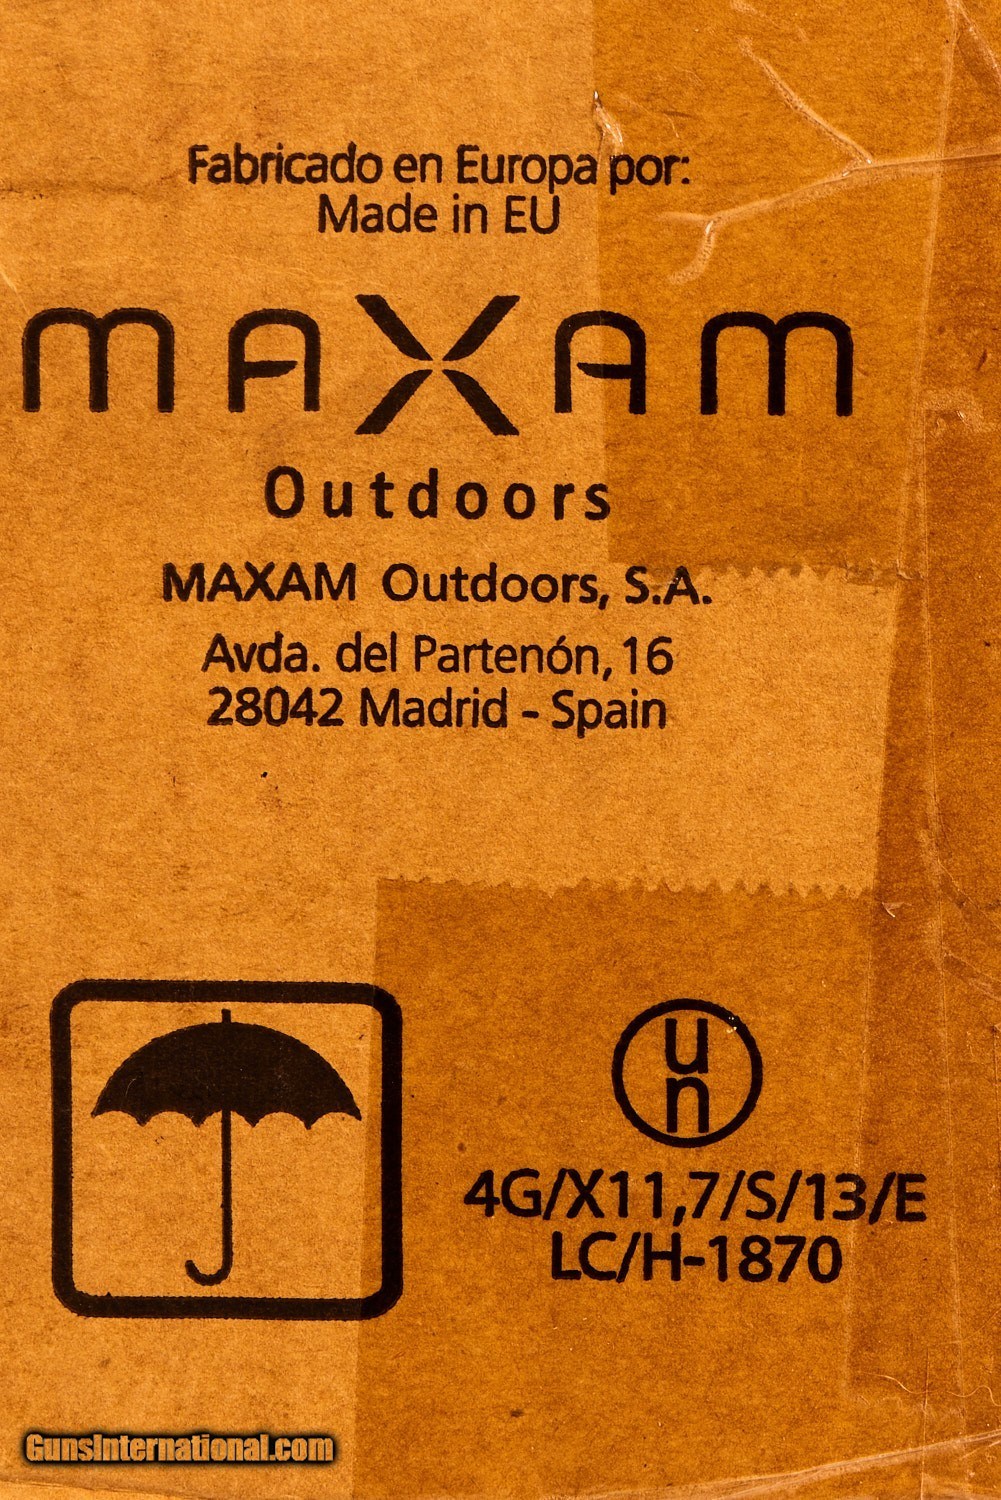 Fabricado en Europa por:
Made in EU
MAXAM
Outdoors
MAXAM Outdoors, S.A.
Avda. del Partenón, 16
28042 Madrid - Spain
un
4G/X11,7/S/13/E
LC/H-1870
GunsInternational.com